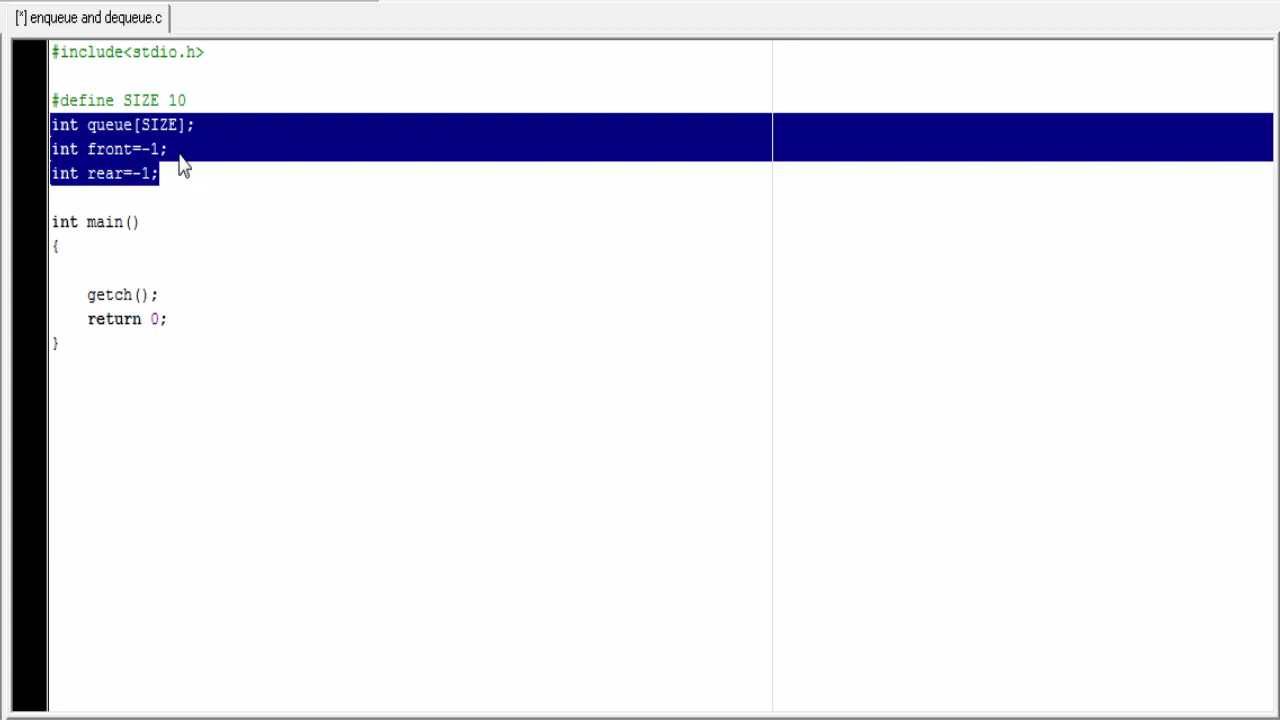 [*] enqueue and dequeue.c
#include<stdio.h>
#define SIZE 10
int queue[SIZE];
int front=-1;
int rear=-1;
int main()
{
getch();
return 0;
}